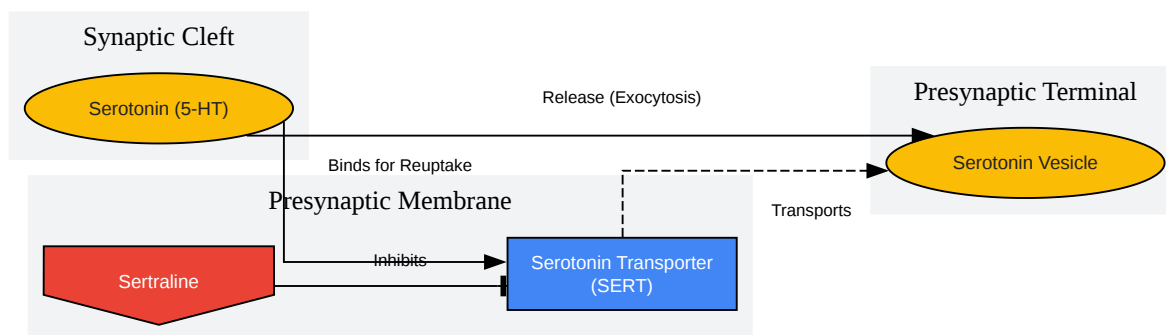 Synaptic Cleft
Serotonin (5-HT)
Release (Exocytosis)
Presynaptic Terminal
Serotonin Vesicle
Binds for Reuptake
Presynaptic Membrane
Transports
Inhibits
Sertraline
Serotonin Transporter
(SERT)